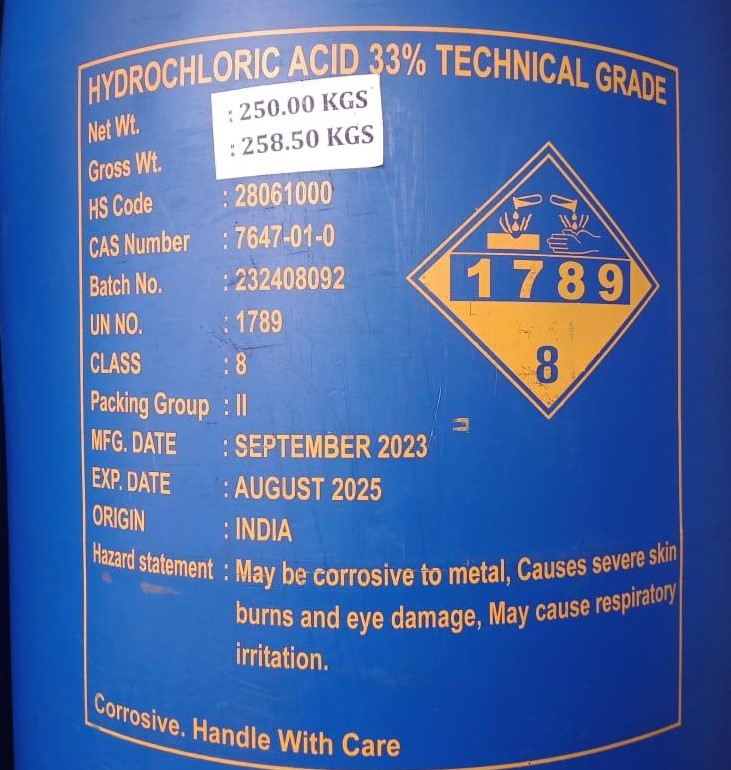 HYDROCHLORIC ACID 33% TECHNICAL GRADE
Net Wt. : 250.00 KGS
Gross Wt. : 258.50 KGS
HS Code : 28061000
CAS Number : 7647-01-0
Batch No. : 232408092
UN NO. : 1789
CLASS : 8
Packing Group : II
MFG. DATE : SEPTEMBER 2023
EXP. DATE : AUGUST 2025
ORIGIN : INDIA
Hazard statement : May be corrosive to metal, Causes severe skin
burns and eye damage, May cause respiratory
irritation.
Corrosive. Handle With Care
1789
8